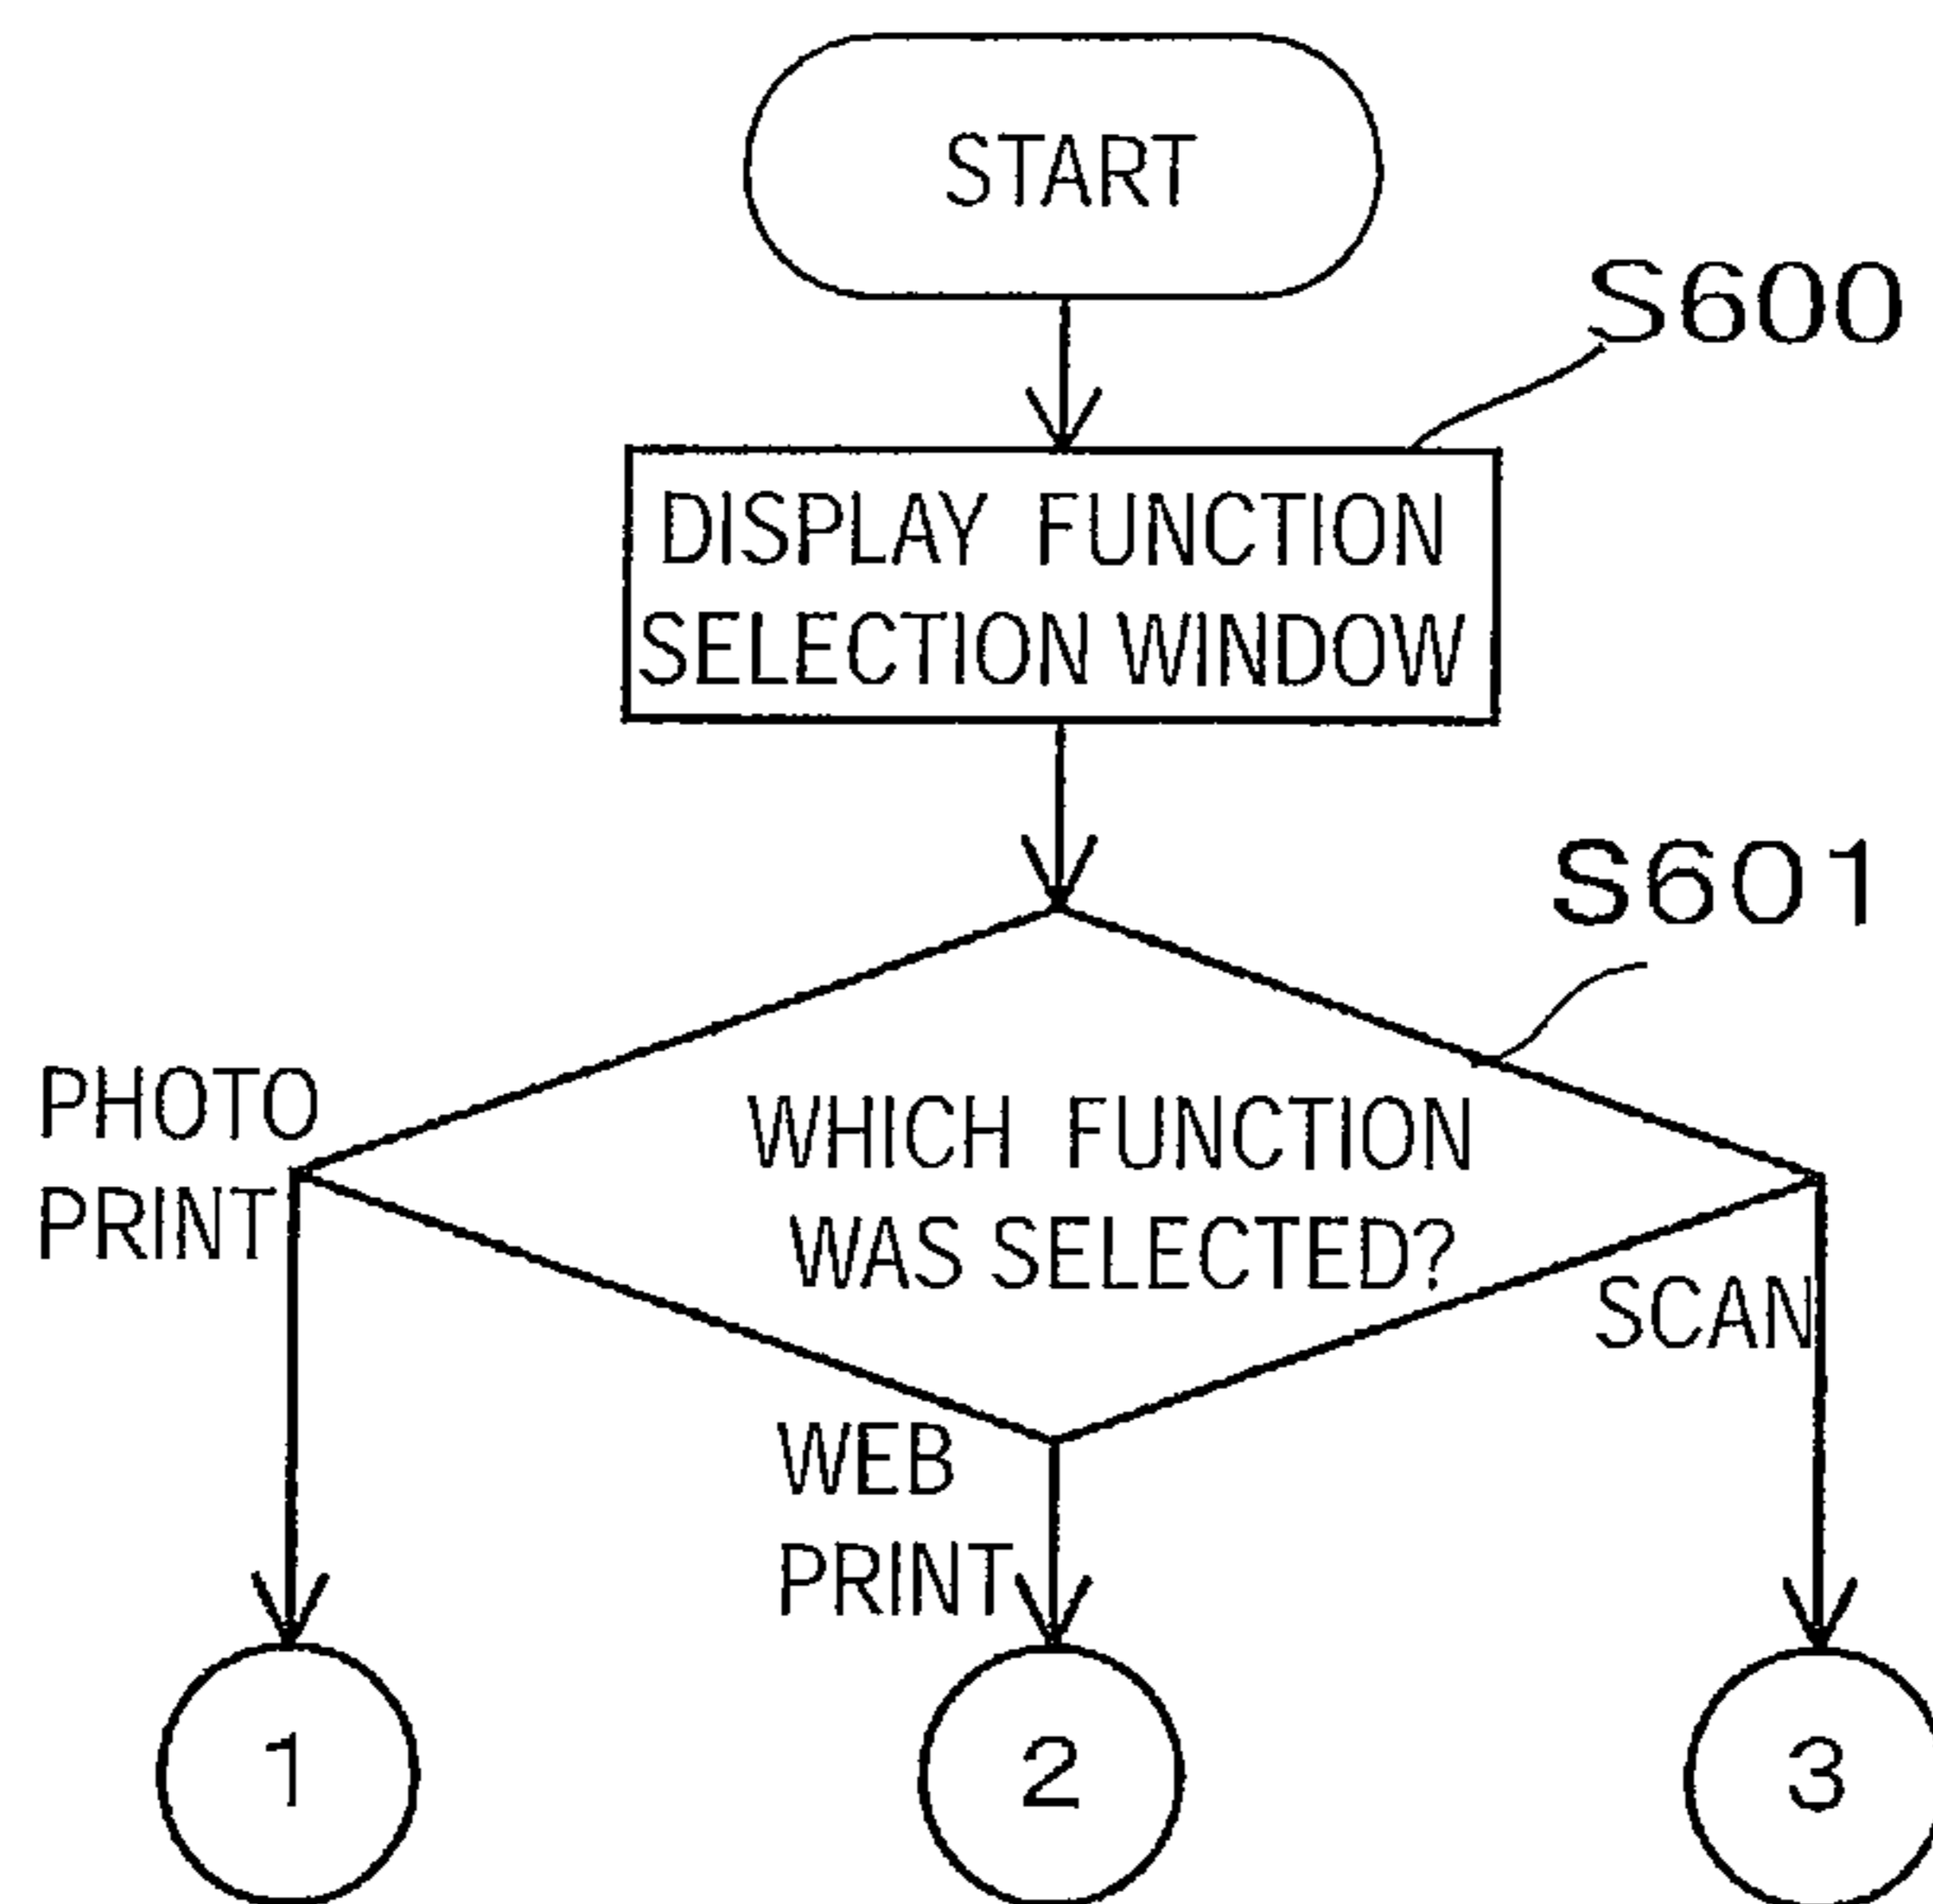 START
S600
DISPLAY FUNCTION
SELECTION WINDOW
S601
PHOTO
PRINT
WHICH FUNCTION
WAS SELECTED?
SCAN
WEB
PRINT
1
2
3